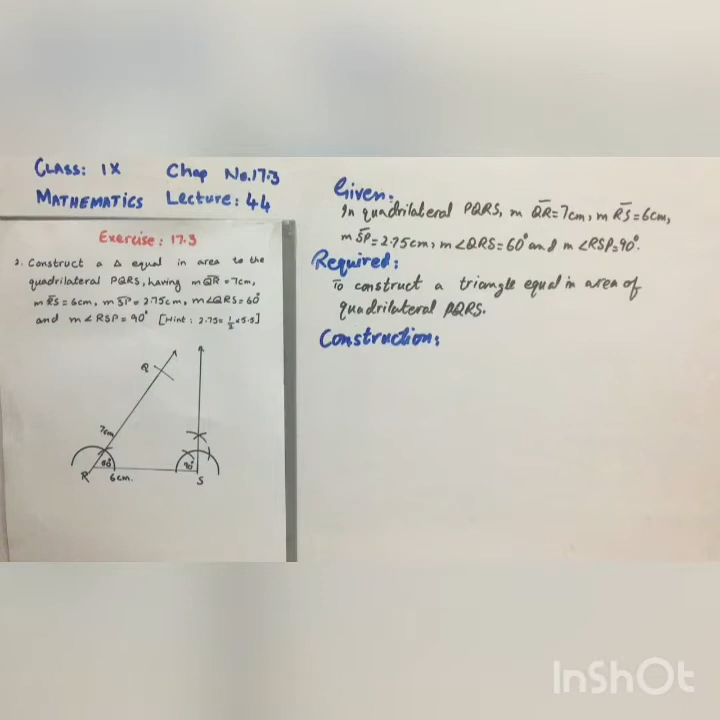 CLASS: IX Chap No.17.3
MATHEMATICS Lecture: 44
Exercise: 17.3
2. Construct a Δ equal in area to the
quadrilateral PQRS, having m QR̅ = 7cm,
m RS̅ = 6cm, m SP̅ = 2.75cm, m∠QRS = 60°
and m∠RSP = 90° [Hint: 2.75 = 1/2 × 5.5]
Q
7cm
60°
90°
R
6cm.
S
Given:
In quadrilateral PQRS, m QR̅ = 7cm, m RS̅ = 6cm,
m SP̅ = 2.75cm, m∠QRS = 60° and m∠RSP = 90°.
Required:
To construct a triangle equal in area of
quadrilateral PQRS.
Construction:
InShOt